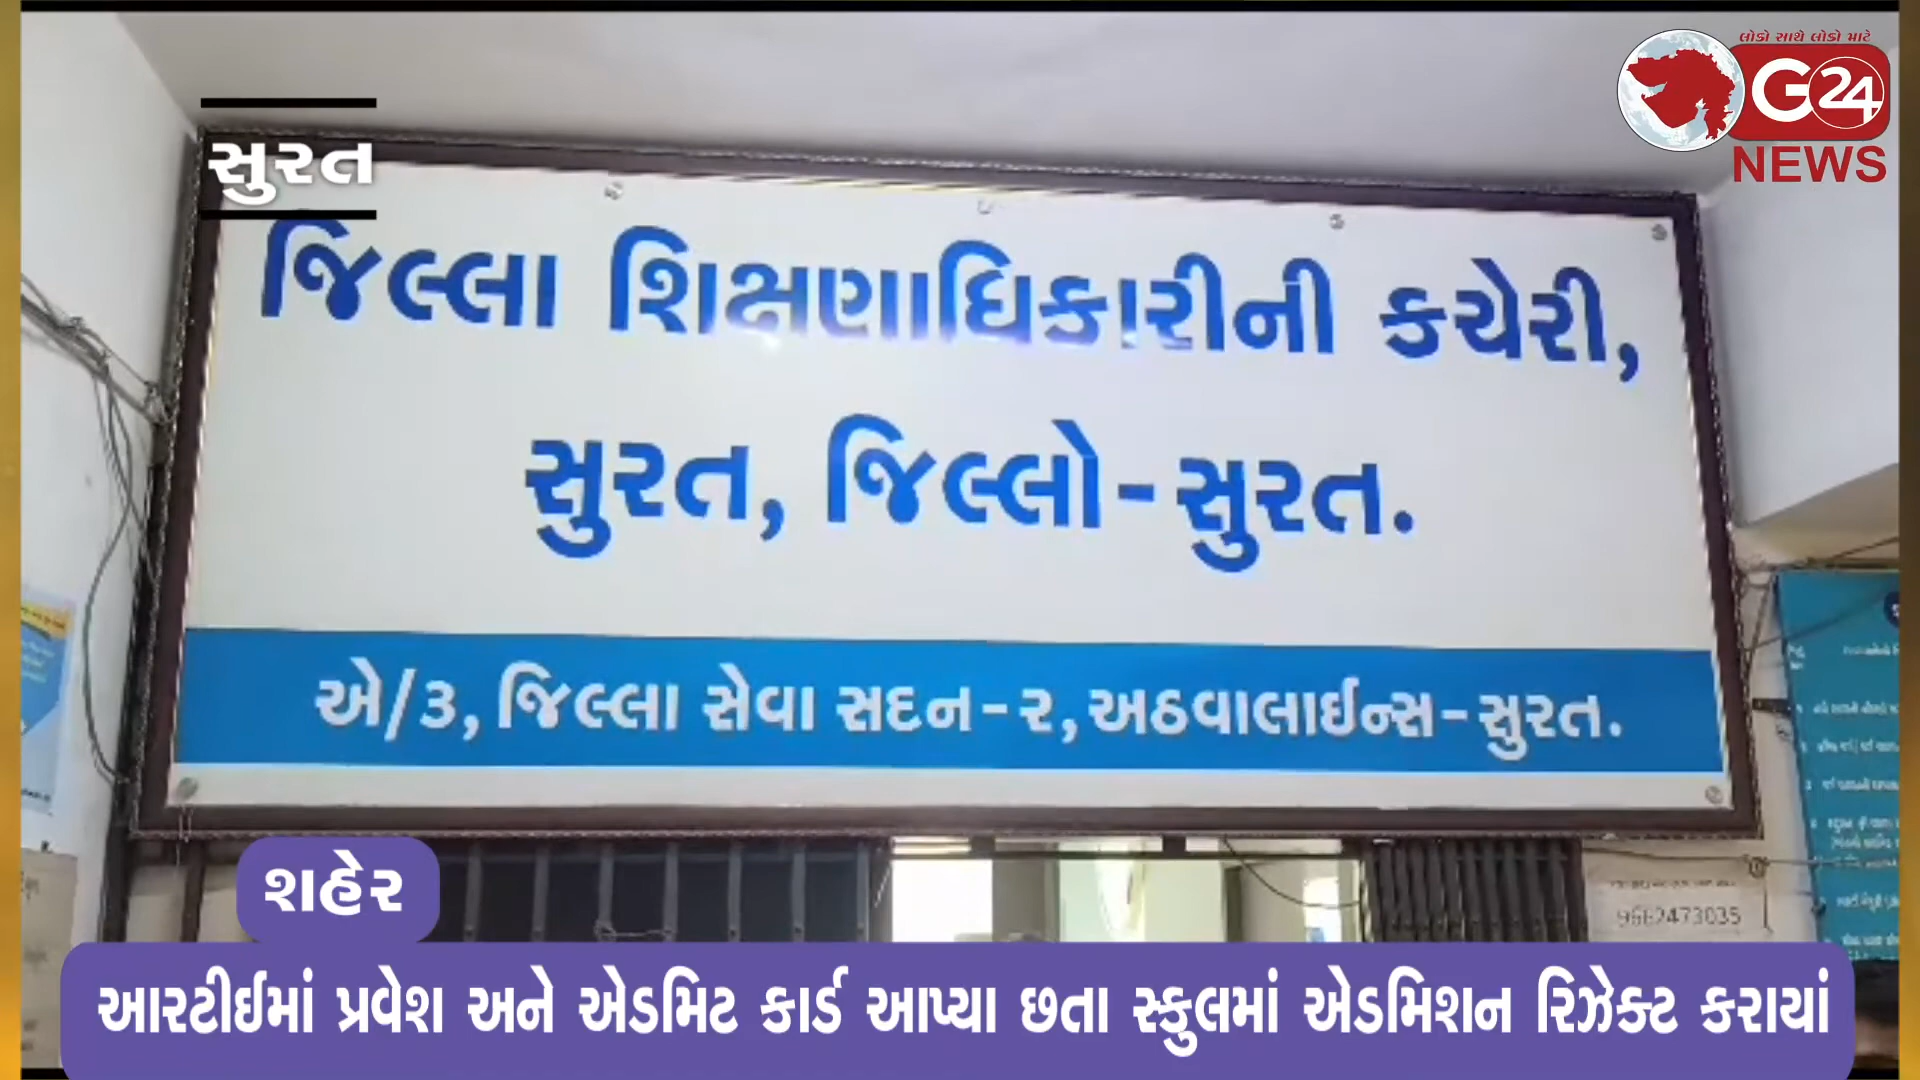 લોકો સાથે લોકો માટે
G24
NEWS
સુરત
જિલ્લા શિક્ષણાધિકારીની કચેરી,
સુરત, જિલ્લો-સુરત.
એ/૩, જિલ્લા સેવા સદન-૨, અઠવાલાઈન્સ-સુરત.
9662473035
શહેર
આરટીઈમાં પ્રવેશ અને એડમિટ કાર્ડ આપ્યા છતા સ્કુલમાં એડમિશન રિઝેક્ટ કરાયાં